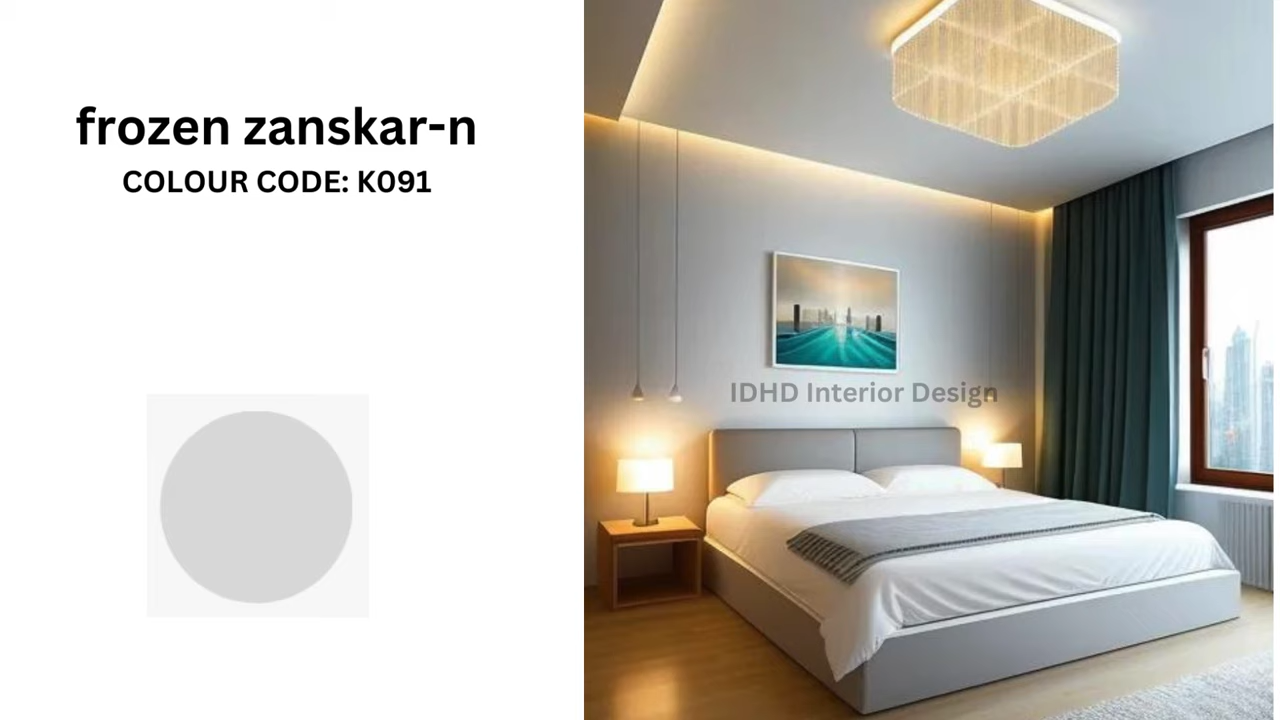 frozen zanskar-n
COLOUR CODE: K091
IDHD Interior Design